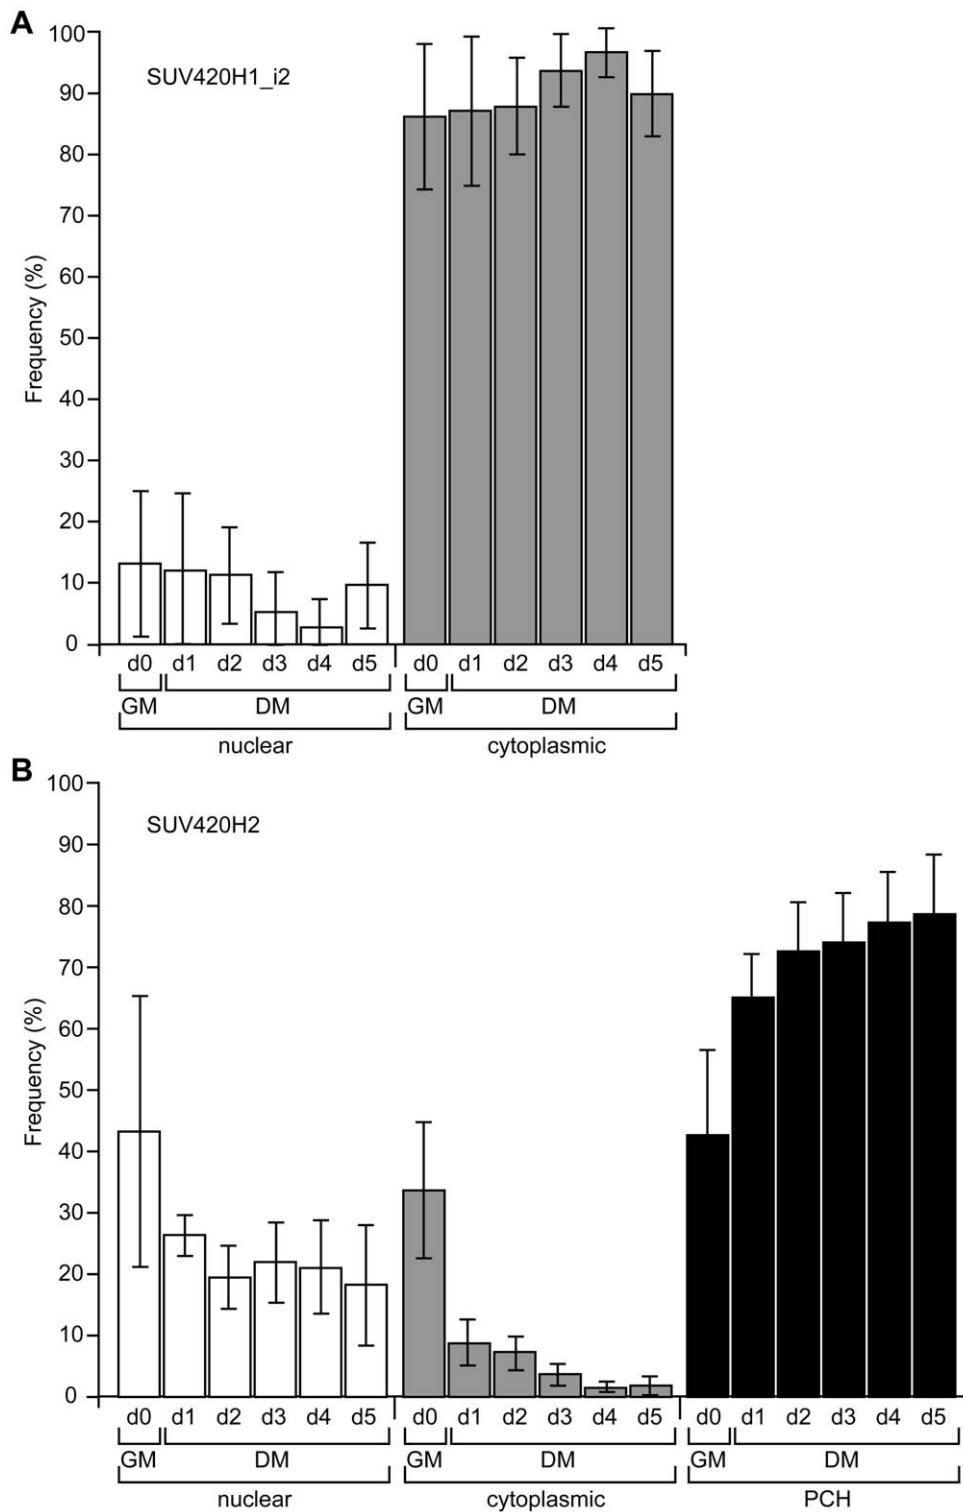 A
SUV420H1_i2
Frequency (%)
100
90
80
70
60
50
40
30
20
10
0
d0 d1 d2 d3 d4 d5 d0 d1 d2 d3 d4 d5
GM DM GM DM
nuclear cytoplasmic
B
SUV420H2
Frequency (%)
100
90
80
70
60
50
40
30
20
10
0
d0 d1 d2 d3 d4 d5 d0 d1 d2 d3 d4 d5 d0 d1 d2 d3 d4 d5
GM DM GM DM GM DM
nuclear cytoplasmic PCH